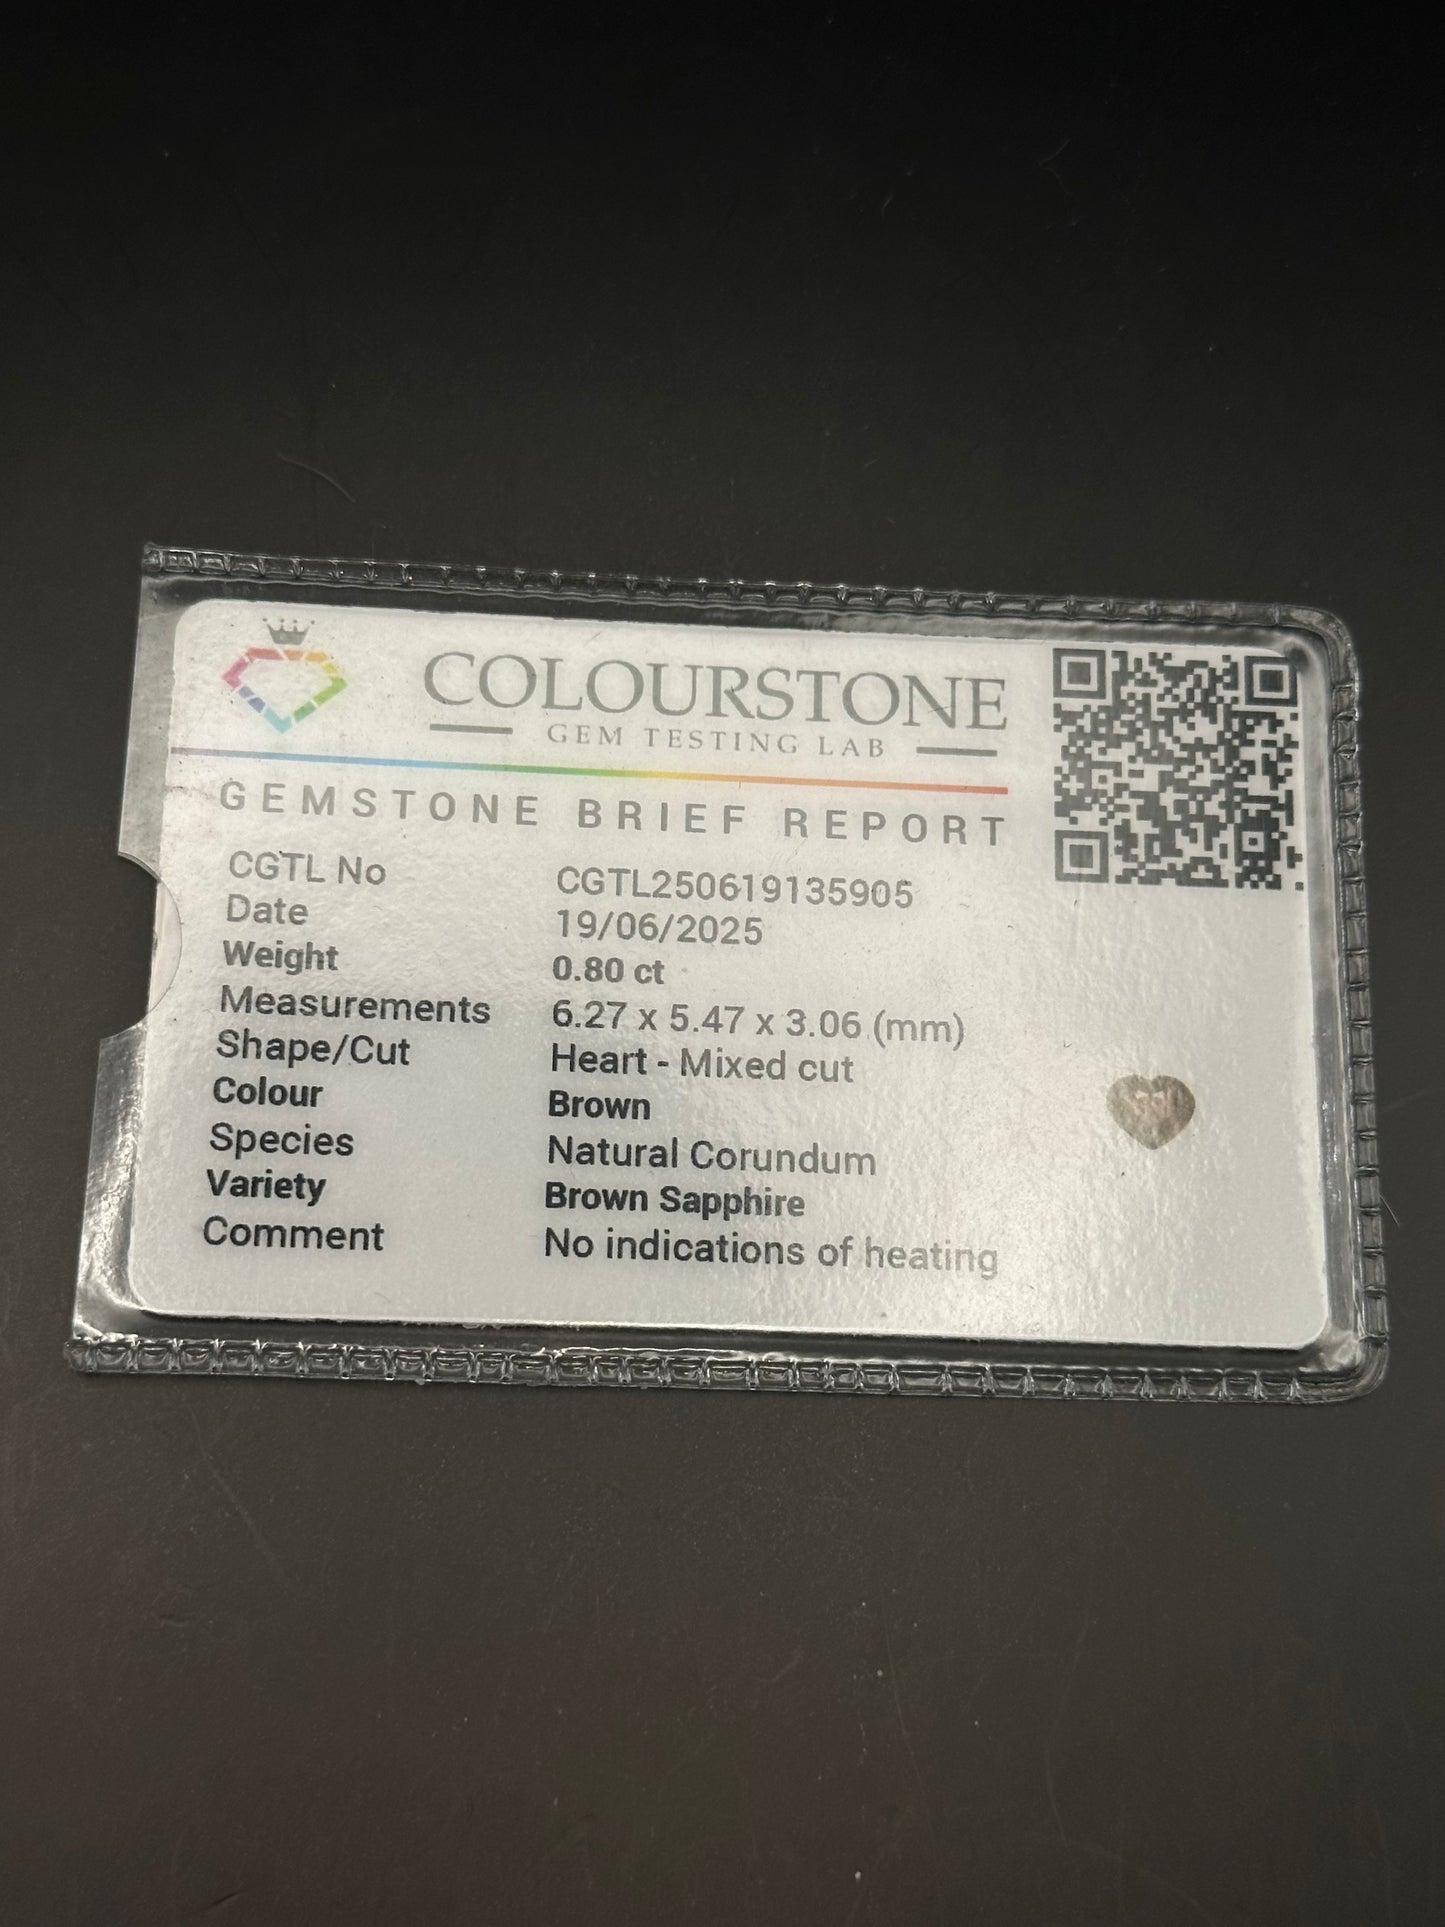 COLOURSTONE
GEM TESTING LAB
GEMSTONE BRIEF REPORT
CGTL No CGTL250619135905
Date 19/06/2025
Weight 0.80 ct
Measurements 6.27 x 5.47 x 3.06 (mm)
Shape/Cut Heart - Mixed cut
Colour Brown
Species Natural Corundum
Variety Brown Sapphire
Comment No indications of heating